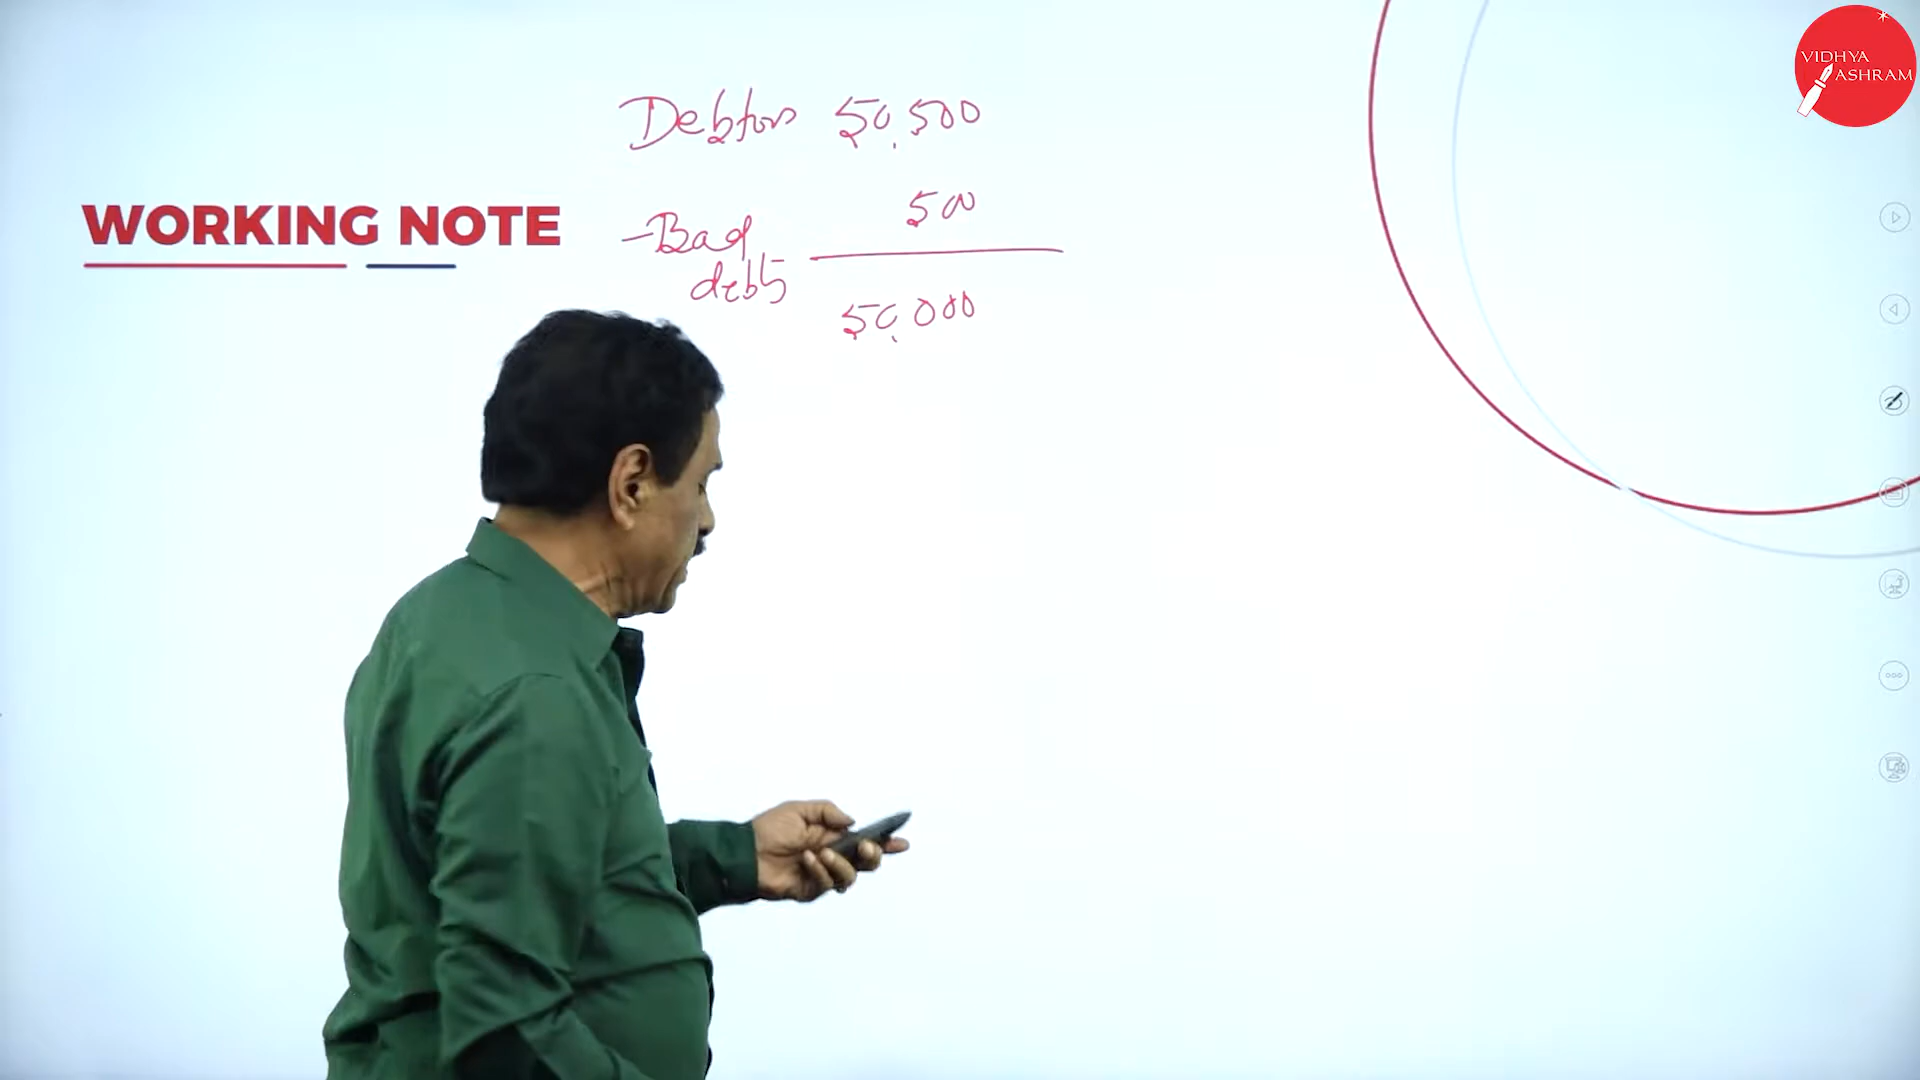 VIDHYA
ASHRAM
Debtors 50,500
WORKING NOTE
-Bad 500
debts
50,000